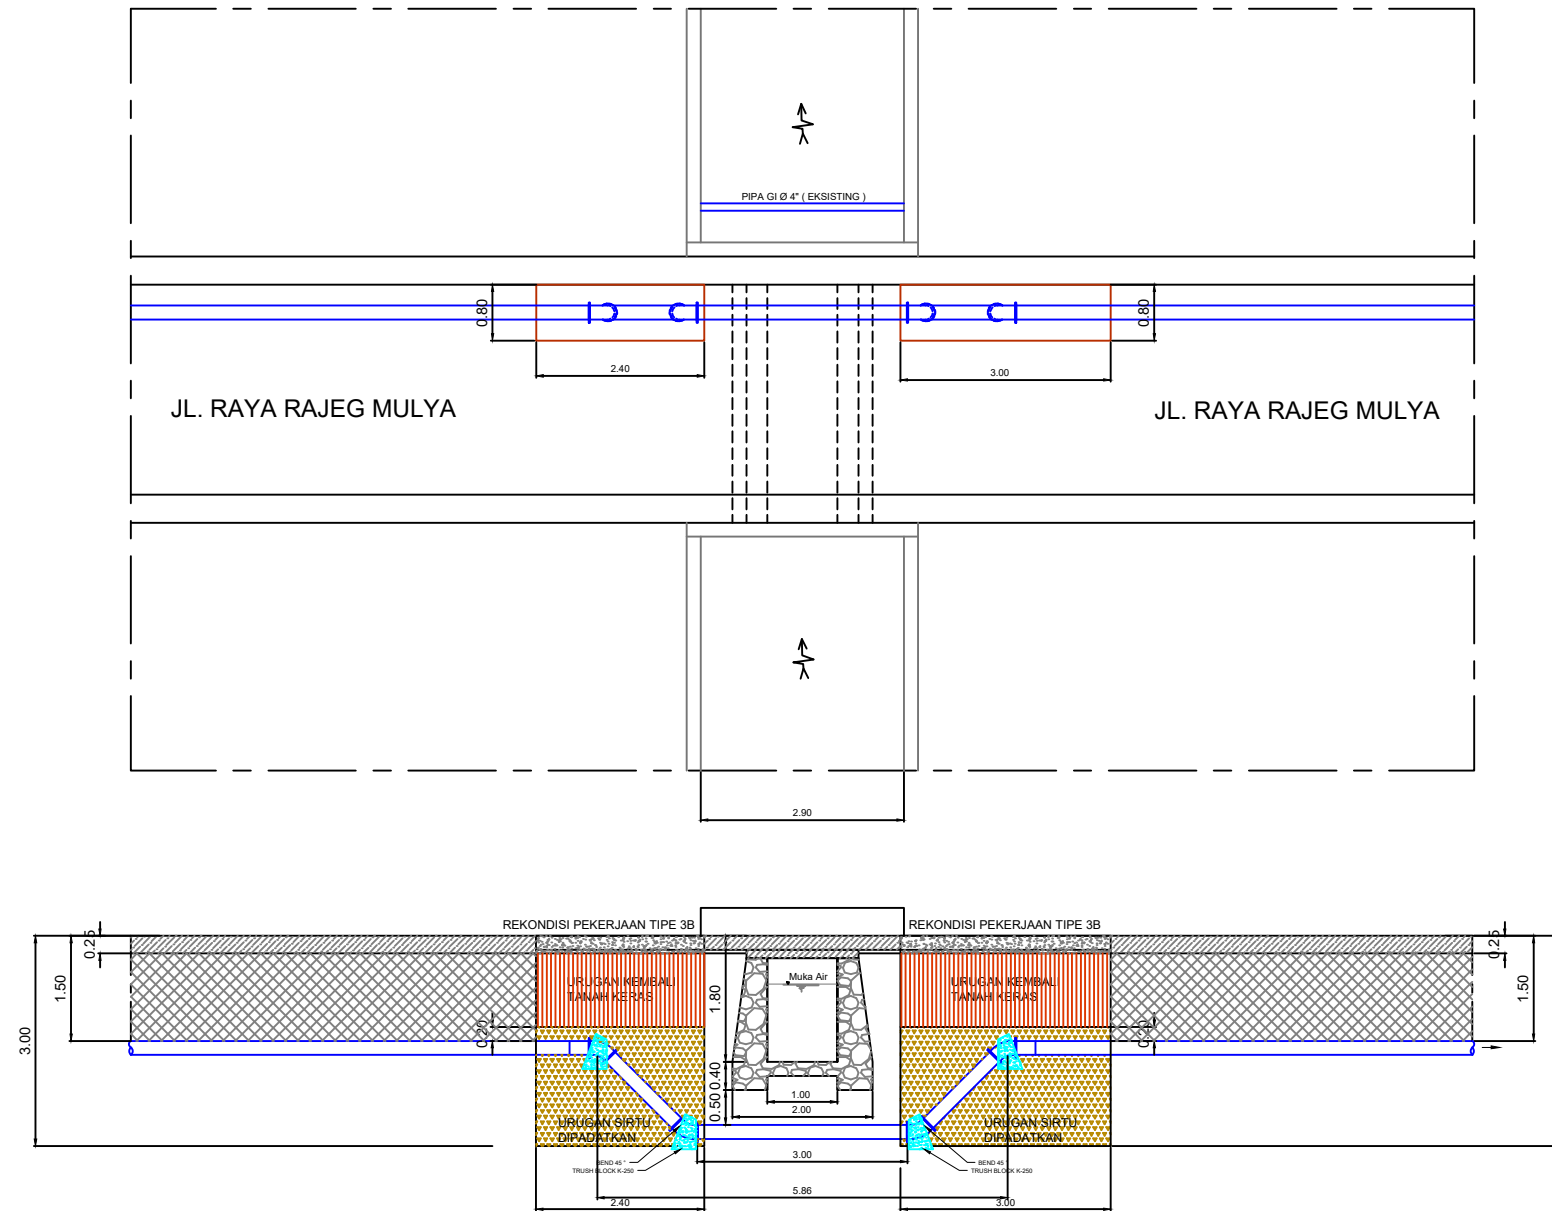 PIPA GI Ø 4" ( EKSISTING )
0.80
0.80
2.40
3.00
JL. RAYA RAJEG MULYA
JL. RAYA RAJEG MULYA
2.90
REKONDISI PEKERJAAN TIPE 3B
REKONDISI PEKERJAAN TIPE 3B
0.25
0.25
1.50
1.50
3.00
URUGAN KEMBALI
TANAH KERAS
Muka Air
URUGAN KEMBALI
TANAH KERAS
1.80
0.20
0.20
0.40
0.50
1.00
2.00
URUGAN SIRTU
DIPADATKAN
URUGAN SIRTU
DIPADATKAN
BEND 45 °
TRUSH BLOCK K-250
3.00
BEND 45 °
TRUSH BLOCK K-250
5.86
2.40
3.00